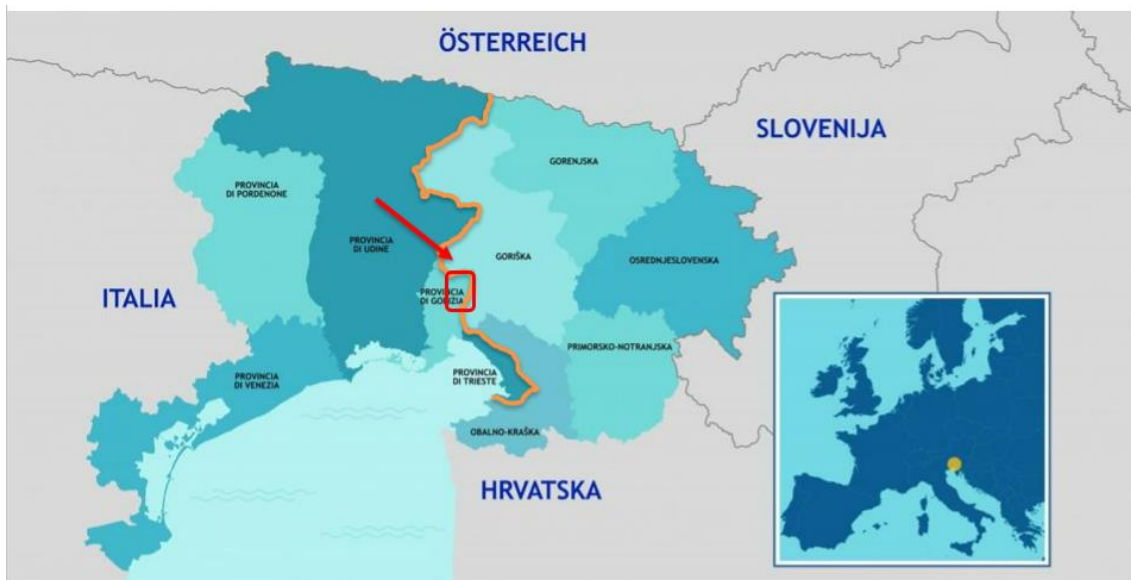 ÖSTERREICH
SLOVENIJA
GORENJSKA
PROVINCIA
DI PORDENONE
PROVINCIA
DI UDINE
GORIŠKA
OSREDNJESLOVENSKA
ITALIA
PROVINCIA
DI GORIZIA
PRIMORSKO-NOTRANJSKA
PROVINCIA
DI VENEZIA
PROVINCIA
DI TRIESTE
OBALNO-KRAŠKA
HRVATSKA